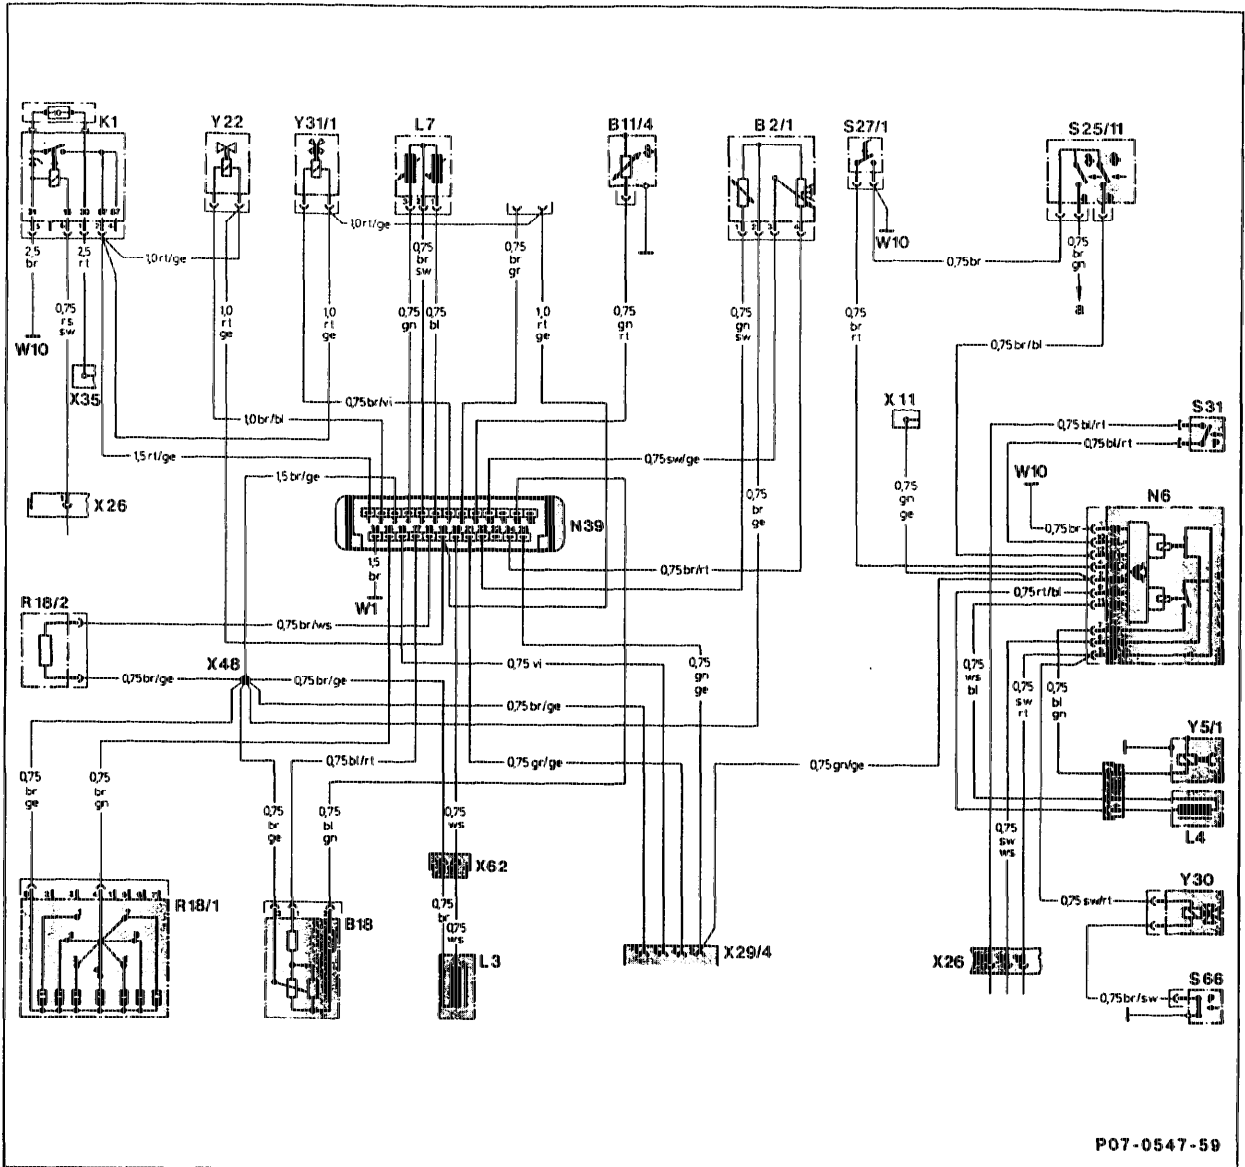 K1
Y22
Y31/1
L7
B11/4
B2/1
S27/1
S25/11
2,5
br
2,5
rt
1,0 rt/ge
1,0 rt/ge
0,75
br
sw
0,75
br
gr
W10
0,75 br
0,75
br
gn
a
0,75
rs
sw
1,0
rt
ge
1,0
rt
ge
0,75
gn
0,75
bl
1,0
rt
ge
0,75
gn
rt
0,75
gn
sw
0,75
br
rt
0,75 br/bl
W10
X35
0,75 br/vi
1,0 br/bl
X11
S31
0,75 bl/rt
0,75 bl/rt
1,5 rt/ge
1,5 br/ge
0,75 sw/ge
W10
0,75
gn
ge
0,75
br
ge
X26
N39
N6
0,75 br
1,5
br
W1
0,75 br/rt
0,75 rt/bl
R18/2
0,75 br/ws
X48
0,75 vi
0,75
gn
ge
0,75 br/ge
0,75 br/ge
0,75 br/ge
0,75
ws
bl
0,75
sw
rt
0,75
bl
gn
Y5/1
0,75
br
ge
0,75
br
gn
0,75 bl/rt
0,75 gr/ge
0,75 gn/ge
0,75
br
ge
0,75
bl
gn
0,75
ws
0,75
sw
ws
L4
X62
R18/1
0,75
br
0,75
ws
B18
L3
X29/4
X26
Y30
0,75 sw/rt
S66
P
0,75 br/sw
P07-0547-59